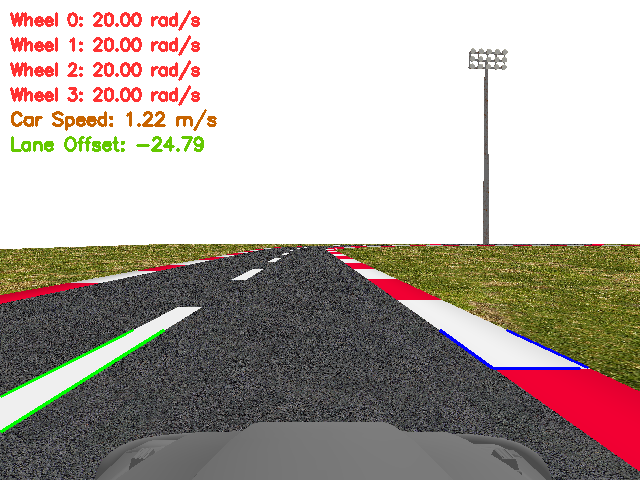 Wheel 0: 20.00 rad/s
Wheel 1: 20.00 rad/s
Wheel 2: 20.00 rad/s
Wheel 3: 20.00 rad/s
Car Speed: 1.22 m/s
Lane Offset: -24.79